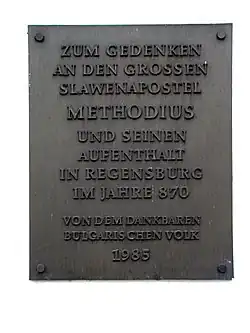 ZUM GEDENKEN
AN DEN GROSSEN
SLAWENAPOSTEL
METHODIUS
UND SEINEN
AUFENTHALT
IN REGENSBURG
IM JAHRE 870
VON DEM DANKBAREN
BULGARISCHEN VOLK
1985